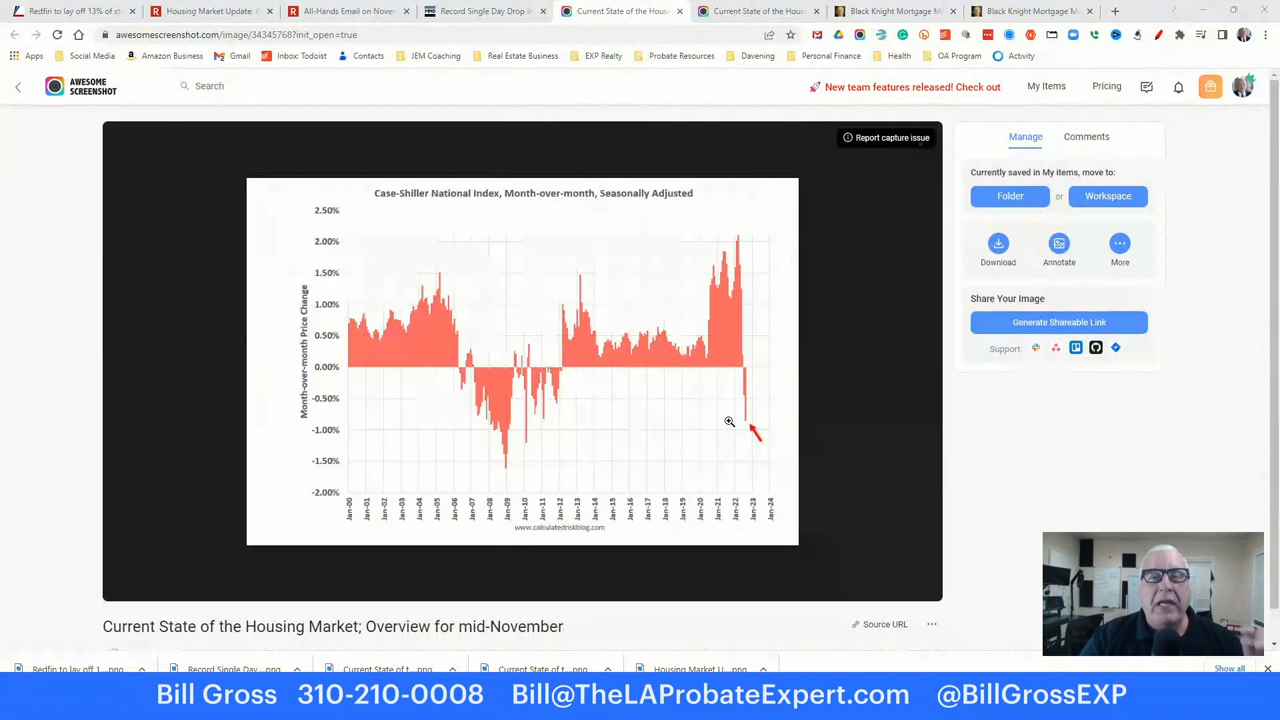 Redfin to lay off 13% of st
Housing Market Update: A
All-Hands Email on Novem
Record Single Day Drop in
Current State of the Hous
Current State of the Hous
Black Knight Mortgage M
Black Knight Mortgage M
awesomescreenshot.com/image/34345768?init_open=true
Apps
Social Media
Amazon Business
Gmail
Inbox: Todoist
Contacts
JEM Coaching
Real Estate Business
EXP Realty
Probate Resources
Davening
Personal Finance
Health
OA Program
Activity
AWESOME
SCREENSHOT
Search
New team features released! Check out
My Items
Pricing
Report capture issue
Manage
Comments
Currently saved in My items, move to:
Folder
or
Workspace
Download
Annotate
More
Share Your Image
Generate Shareable Link
Support:
Case-Shiller National Index, Month-over-month, Seasonally Adjusted
Month-over-month Price Change
2.50%
2.00%
1.50%
1.00%
0.50%
0.00%
-0.50%
-1.00%
-1.50%
-2.00%
Jan-00
Jan-01
Jan-02
Jan-03
Jan-04
Jan-05
Jan-06
Jan-07
Jan-08
Jan-09
Jan-10
Jan-11
Jan-12
Jan-13
Jan-14
Jan-15
Jan-16
Jan-17
Jan-18
Jan-19
Jan-20
Jan-21
Jan-22
Jan-23
Jan-24
www.calculatedriskblog.com
Current State of the Housing Market; Overview for mid-November
Source URL
Redfin to lay off 1....png
Record Single Day....png
Current State of t....png
Current State of t....png
Housing Market U....png
Show all
Bill Gross 310-210-0008 Bill@TheLAProbateExpert.com @BillGrossEXP